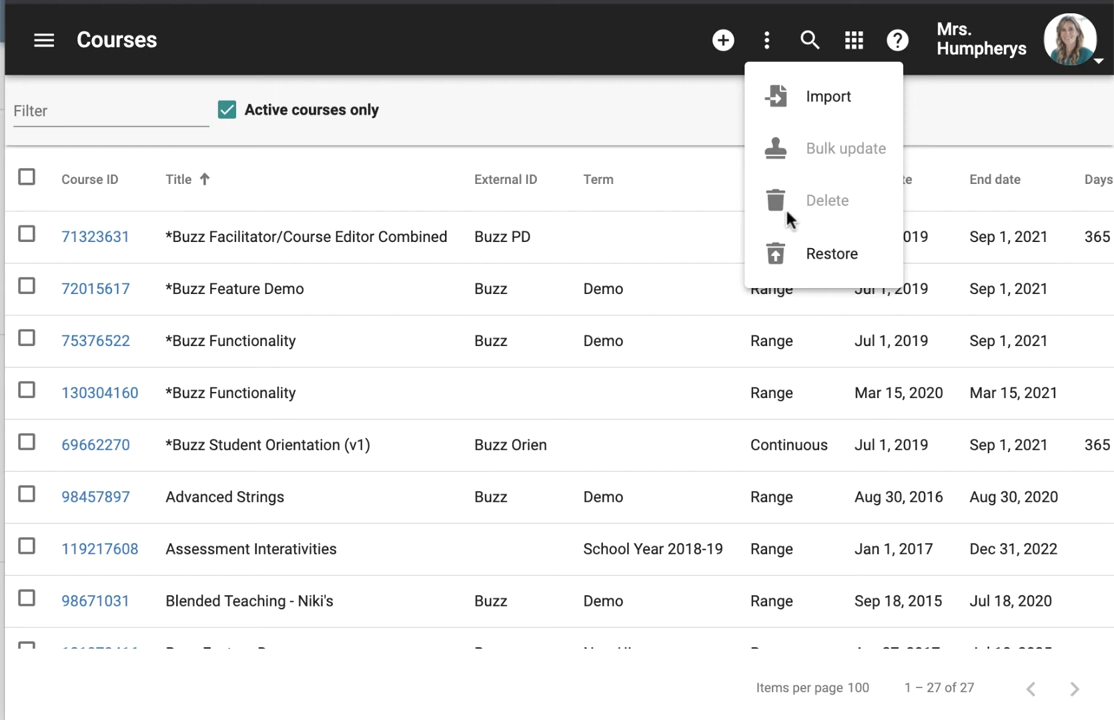 Courses
Mrs.
Humpherys
Import
Bulk update
Delete
Restore
Filter
Active courses only
Course ID Title External ID Term te End date Days
71323631 *Buzz Facilitator/Course Editor Combined Buzz PD 019 Sep 1, 2021 365
72015617 *Buzz Feature Demo Buzz Demo Range Jul 1, 2019 Sep 1, 2021
75376522 *Buzz Functionality Buzz Demo Range Jul 1, 2019 Sep 1, 2021
130304160 *Buzz Functionality Range Mar 15, 2020 Mar 15, 2021
69662270 *Buzz Student Orientation (v1) Buzz Orien Continuous Jul 1, 2019 Sep 1, 2021 365
98457897 Advanced Strings Buzz Demo Range Aug 30, 2016 Aug 30, 2020
119217608 Assessment Interativities School Year 2018-19 Range Jan 1, 2017 Dec 31, 2022
98671031 Blended Teaching - Niki's Buzz Demo Range Sep 18, 2015 Jul 18, 2020
Items per page 100 1 – 27 of 27